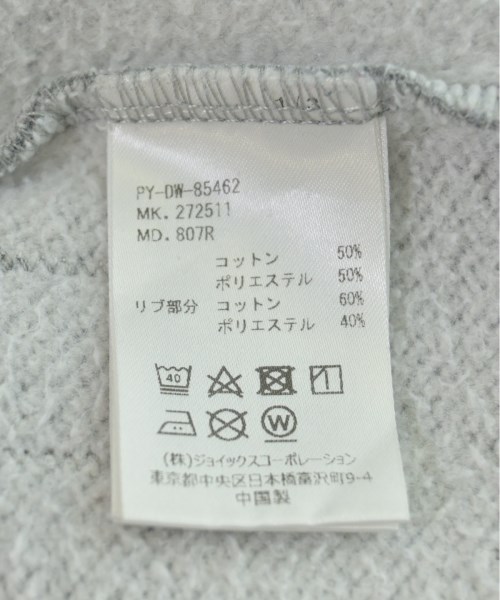 13
PY-DW-85462
MK. 272511
MD. 807R
コットン 50%
ポリエステル 50%
リブ部分 コットン 60%
ポリエステル 40%
40
1
W
(株)ジョイックスコーポレーション
東京都中央区日本橋富沢町9-4
中国製